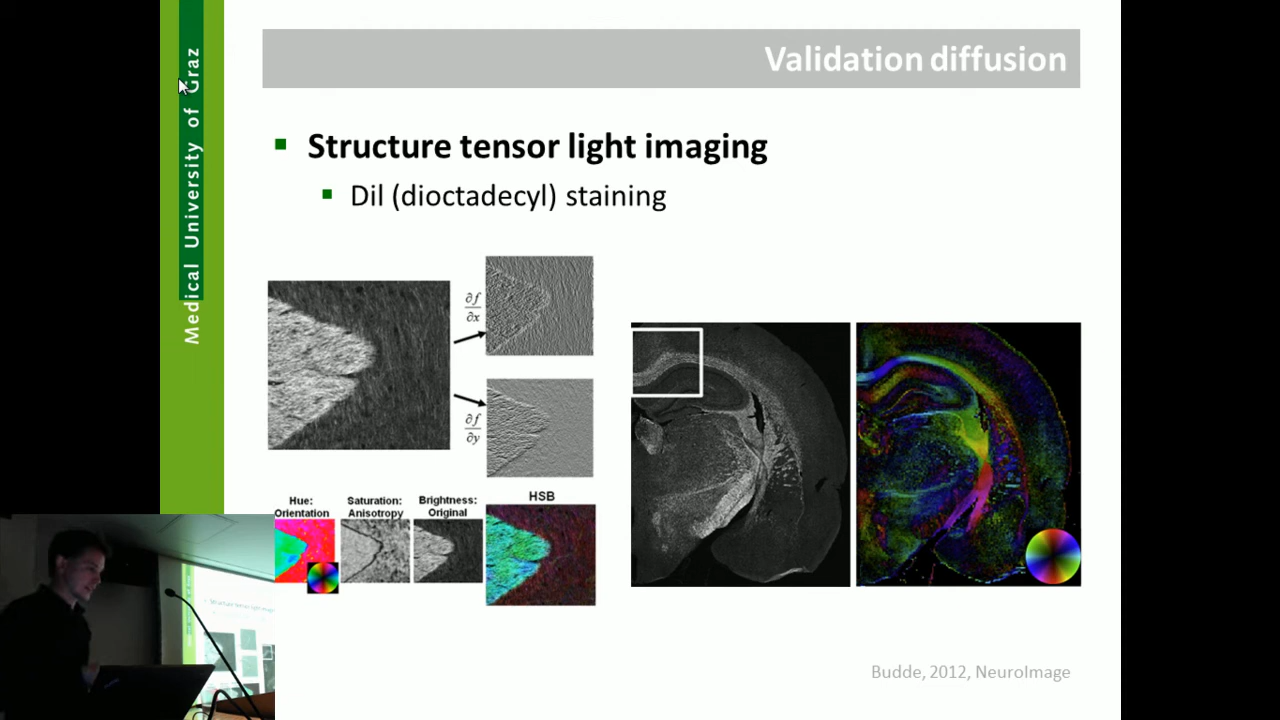 Medical University of Graz
Validation diffusion
Structure tensor light imaging
Dil (dioctadecyl) staining
∂f
∂x
∂f
∂y
Hue:
Orientation
Saturation:
Anisotropy
Brightness:
Original
HSB
Budde, 2012, NeuroImage